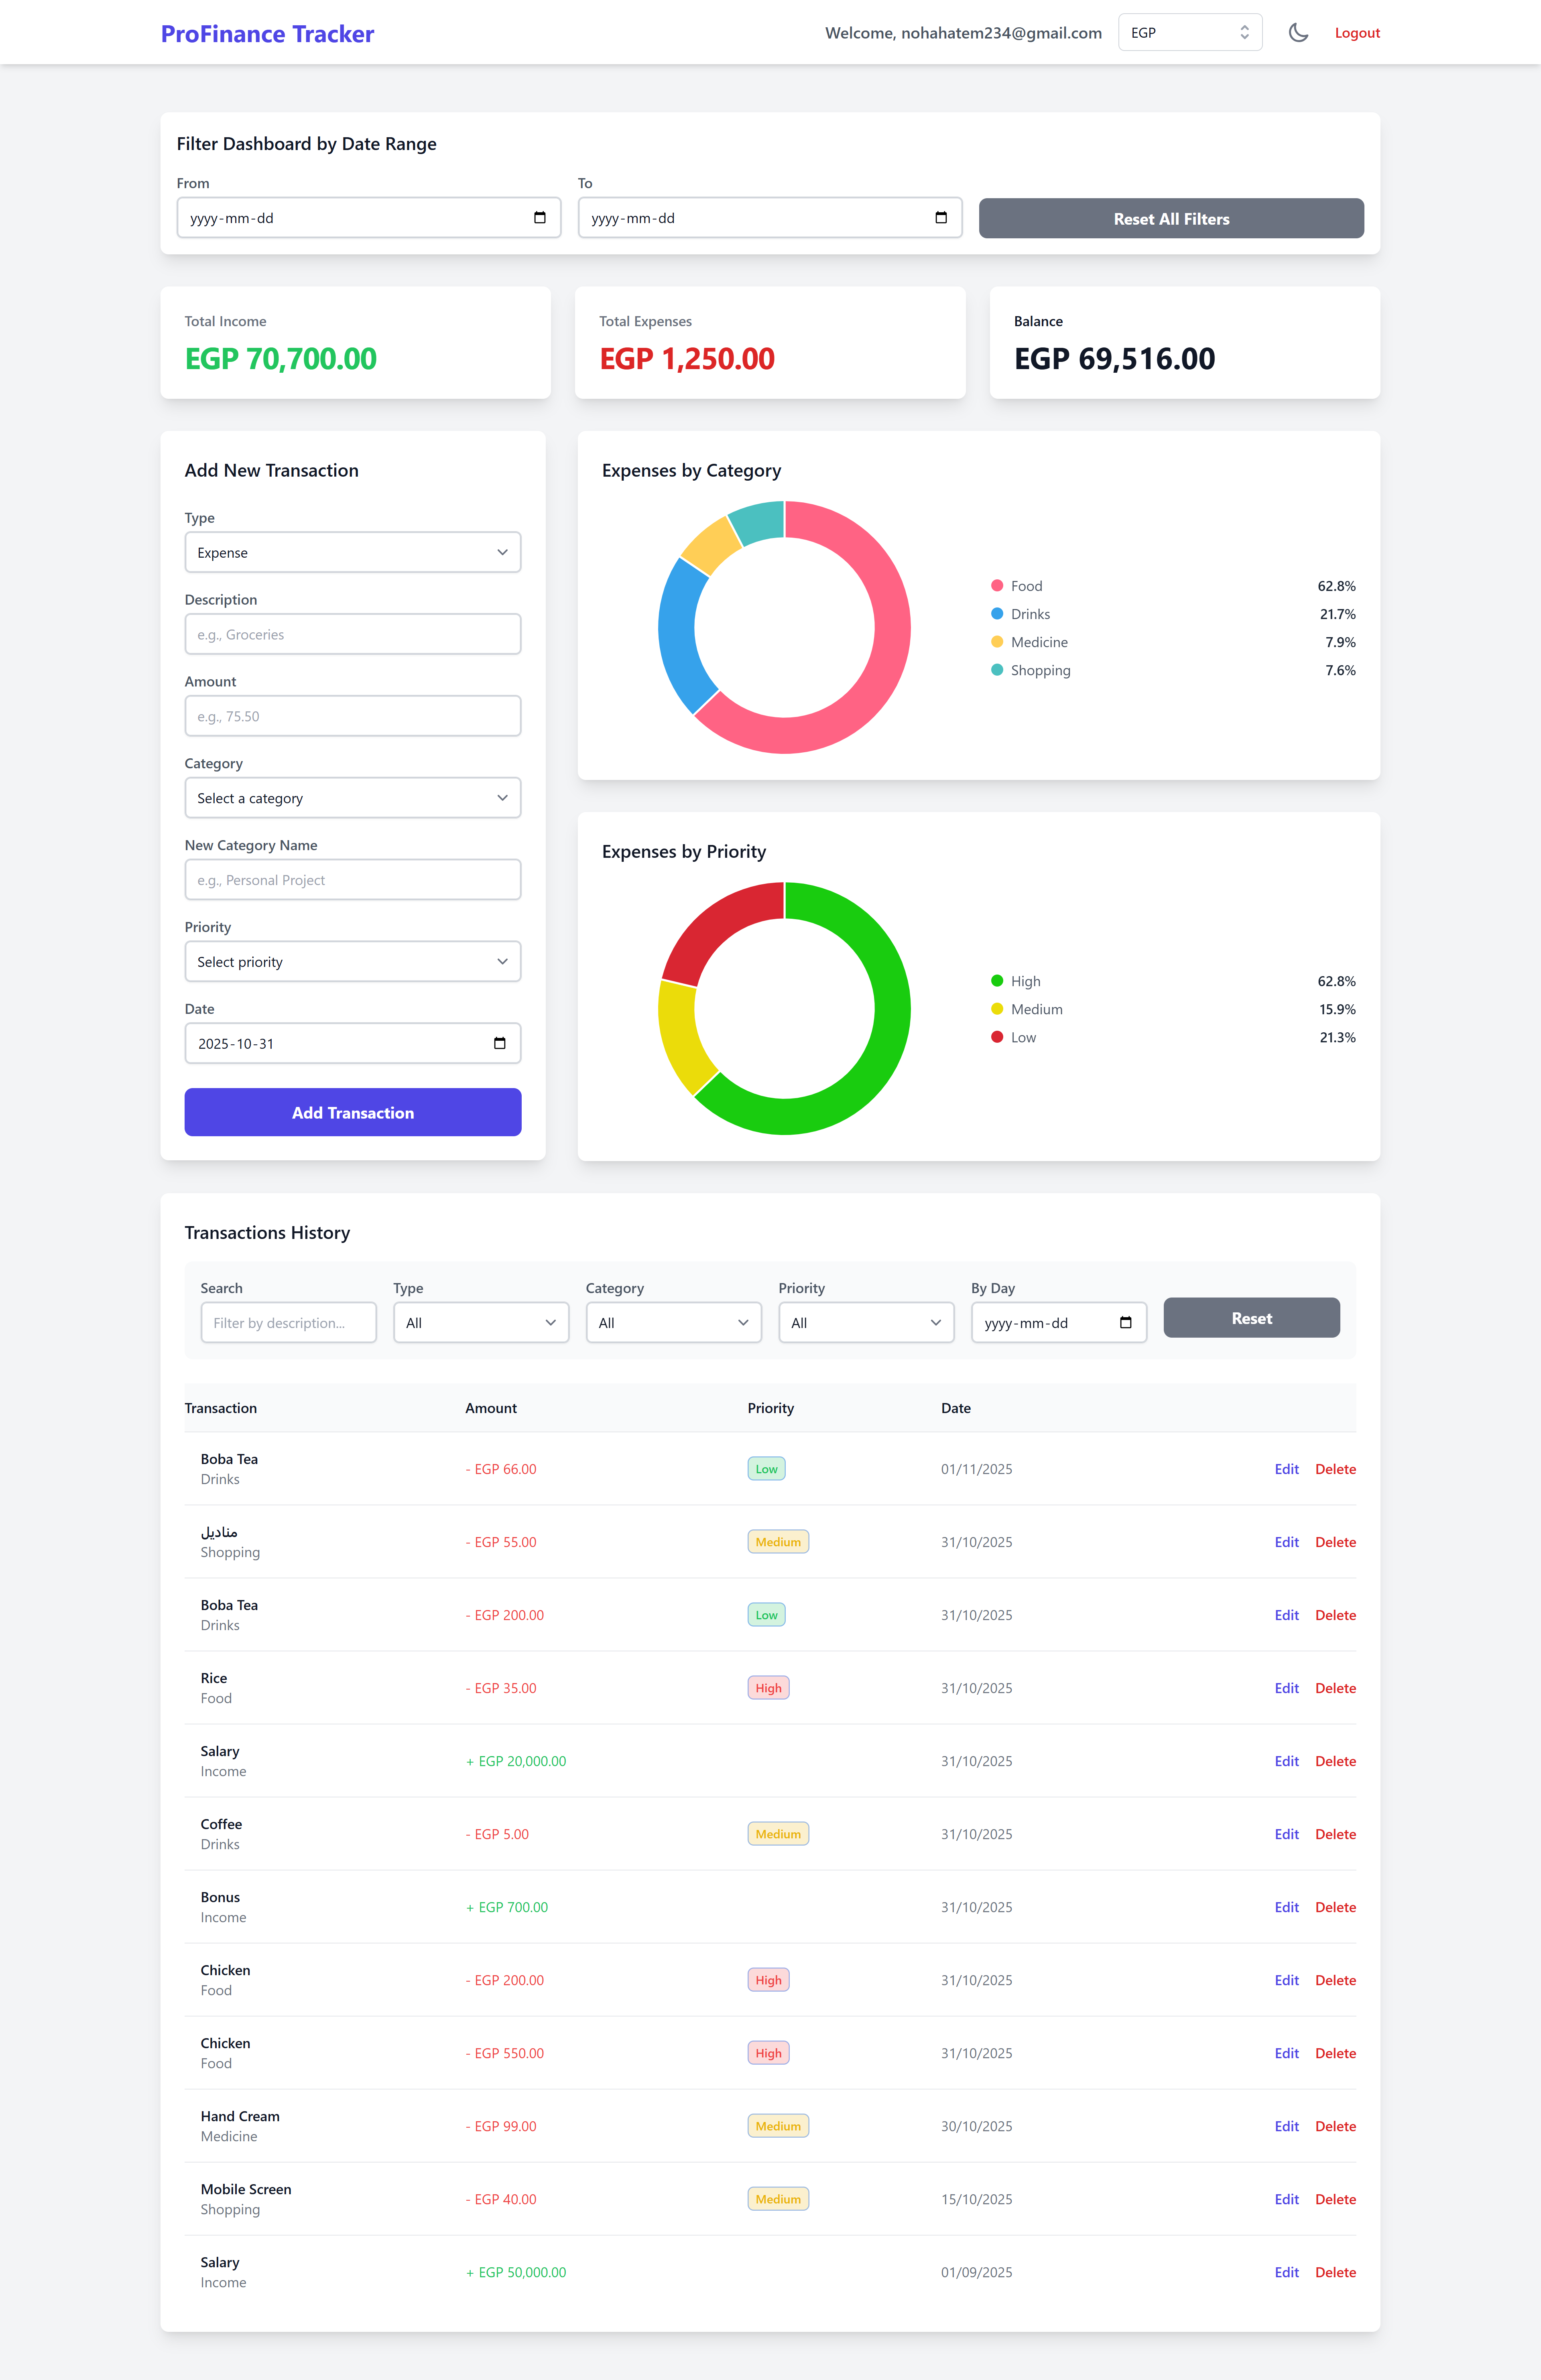 ProFinance Tracker
Welcome, nohahatem234@gmail.com
EGP
Logout
Filter Dashboard by Date Range
From
To
yyyy-mm-dd
yyyy-mm-dd
Reset All Filters
Total Income
EGP 70,700.00
Total Expenses
EGP 1,250.00
Balance
EGP 69,516.00
Add New Transaction
Type
Expense
Description
e.g., Groceries
Amount
e.g., 75.50
Category
Select a category
New Category Name
e.g., Personal Project
Priority
Select priority
Date
2025-10-31
Add Transaction
Expenses by Category
Food 62.8%
Drinks 21.7%
Medicine 7.9%
Shopping 7.6%
Expenses by Priority
High 62.8%
Medium 15.9%
Low 21.3%
Transactions History
Search Type Category Priority By Day
Filter by description... All All All yyyy-mm-dd Reset
Transaction Amount Priority Date
Boba Tea
Drinks
- EGP 66.00 Low 01/11/2025 Edit Delete
مناديل
Shopping
- EGP 55.00 Medium 31/10/2025 Edit Delete
Boba Tea
Drinks
- EGP 200.00 Low 31/10/2025 Edit Delete
Rice
Food
- EGP 35.00 High 31/10/2025 Edit Delete
Salary
Income
+ EGP 20,000.00 31/10/2025 Edit Delete
Coffee
Drinks
- EGP 5.00 Medium 31/10/2025 Edit Delete
Bonus
Income
+ EGP 700.00 31/10/2025 Edit Delete
Chicken
Food
- EGP 200.00 High 31/10/2025 Edit Delete
Chicken
Food
- EGP 550.00 High 31/10/2025 Edit Delete
Hand Cream
Medicine
- EGP 99.00 Medium 30/10/2025 Edit Delete
Mobile Screen
Shopping
- EGP 40.00 Medium 15/10/2025 Edit Delete
Salary
Income
+ EGP 50,000.00 01/09/2025 Edit Delete